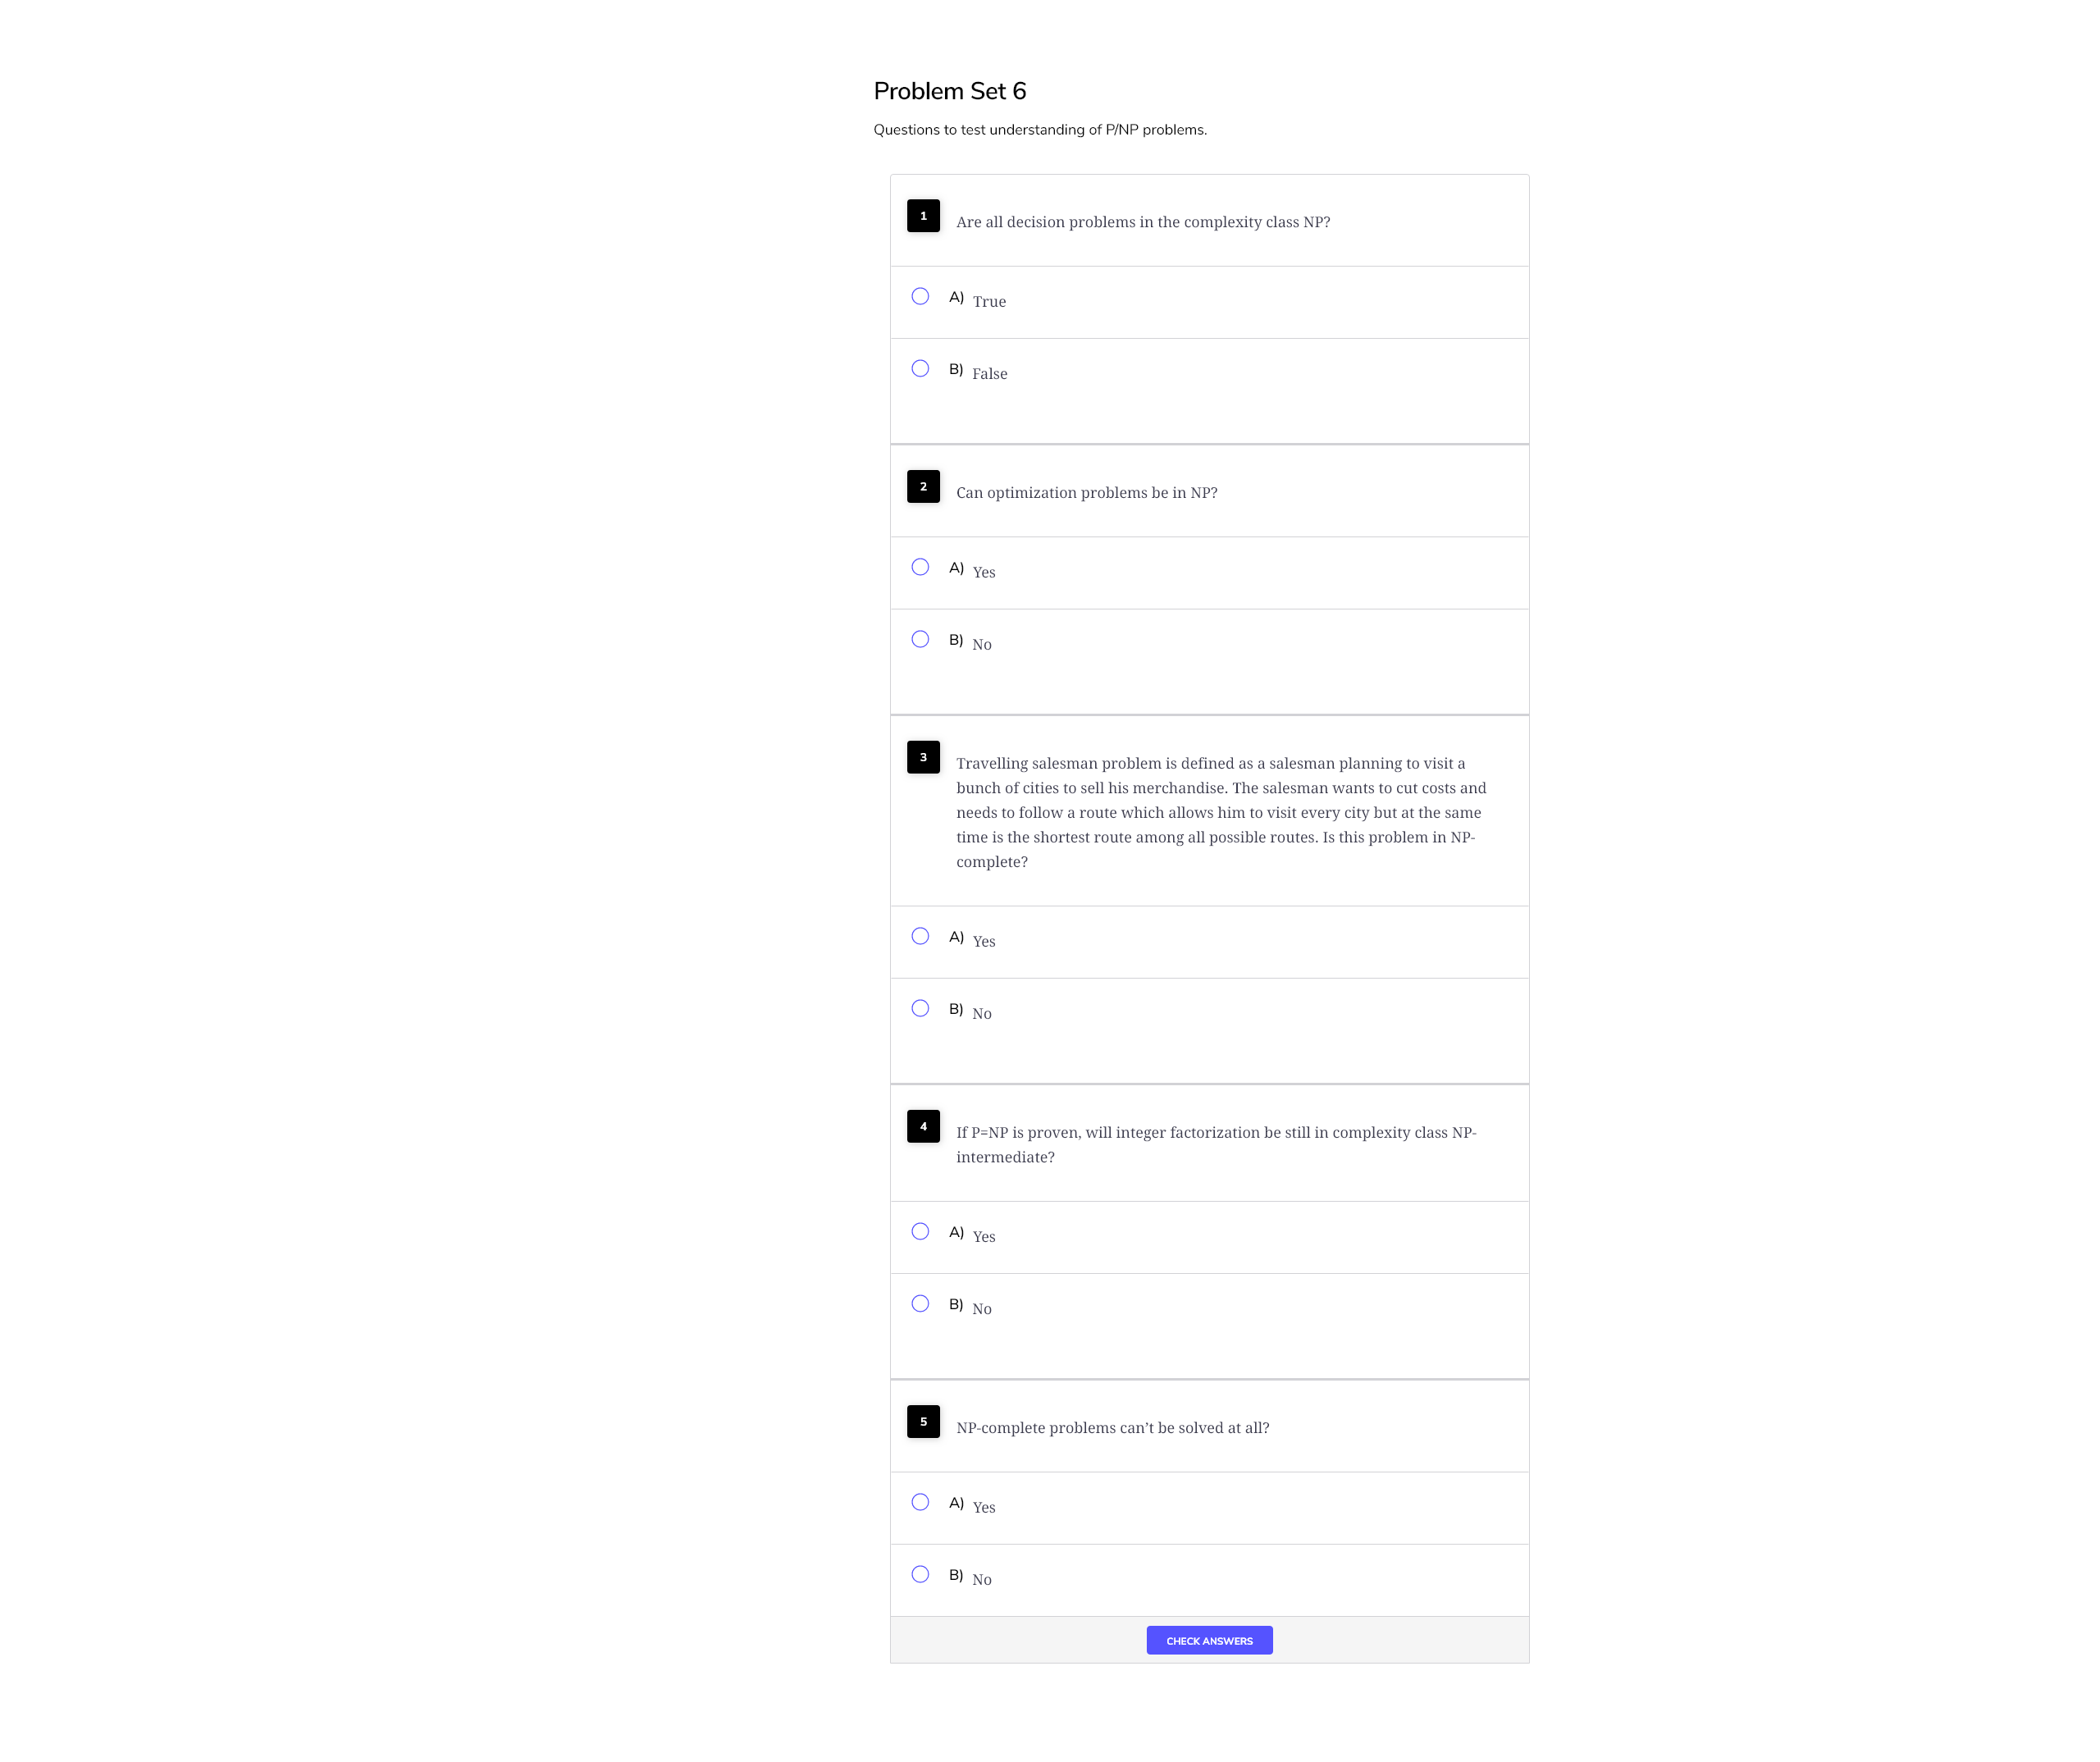 Problem Set 6
Questions to test understanding of P/NP problems.
1
Are all decision problems in the complexity class NP?
A) True
B) False
2
Can optimization problems be in NP?
A) Yes
B) No
3
Travelling salesman problem is defined as a salesman planning to visit a
bunch of cities to sell his merchandise. The salesman wants to cut costs and
needs to follow a route which allows him to visit every city but at the same
time is the shortest route among all possible routes. Is this problem in NP-
complete?
A) Yes
B) No
4
If P=NP is proven, will integer factorization be still in complexity class NP-
intermediate?
A) Yes
B) No
5
NP-complete problems can’t be solved at all?
A) Yes
B) No
CHECK ANSWERS